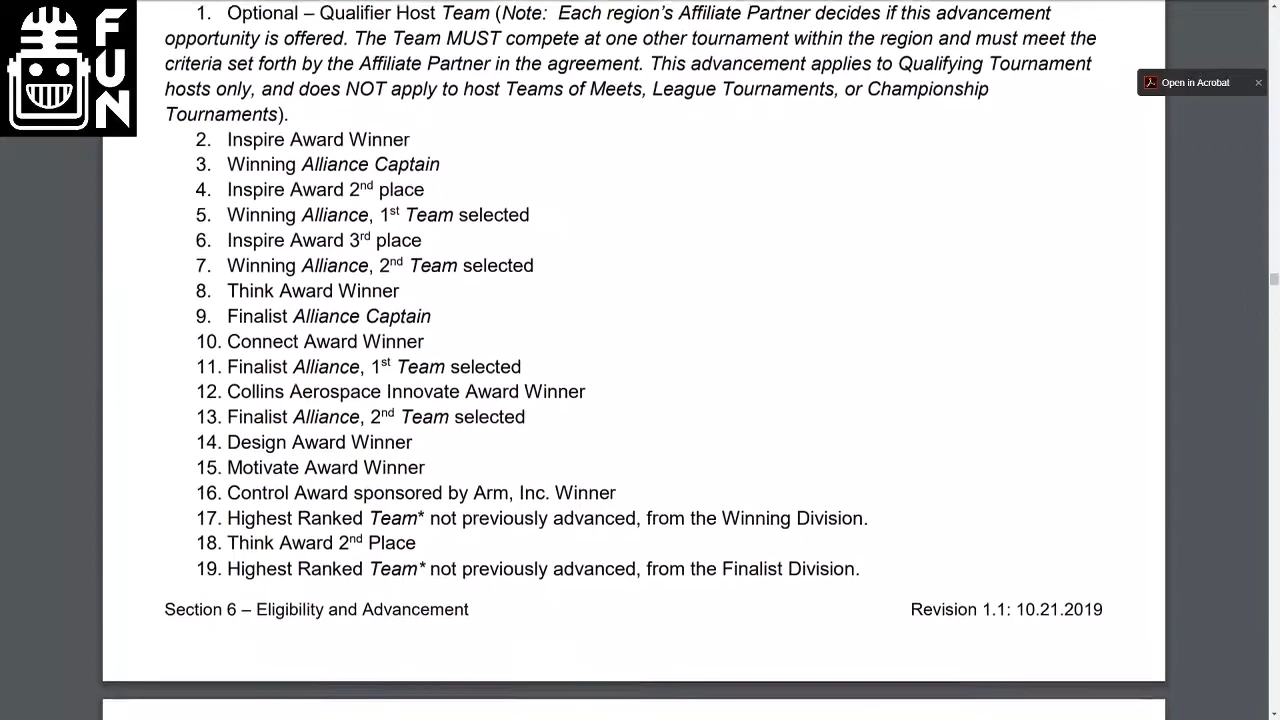 FUN
1. Optional – Qualifier Host Team (Note: Each region's Affiliate Partner decides if this advancement
opportunity is offered. The Team MUST compete at one other tournament within the region and must meet the
criteria set forth by the Affiliate Partner in the agreement. This advancement applies to Qualifying Tournament
hosts only, and does NOT apply to host Teams of Meets, League Tournaments, or Championship
Tournaments).
Open in Acrobat
2. Inspire Award Winner
3. Winning Alliance Captain
4. Inspire Award 2nd place
5. Winning Alliance, 1st Team selected
6. Inspire Award 3rd place
7. Winning Alliance, 2nd Team selected
8. Think Award Winner
9. Finalist Alliance Captain
10. Connect Award Winner
11. Finalist Alliance, 1st Team selected
12. Collins Aerospace Innovate Award Winner
13. Finalist Alliance, 2nd Team selected
14. Design Award Winner
15. Motivate Award Winner
16. Control Award sponsored by Arm, Inc. Winner
17. Highest Ranked Team* not previously advanced, from the Winning Division.
18. Think Award 2nd Place
19. Highest Ranked Team* not previously advanced, from the Finalist Division.
Section 6 – Eligibility and Advancement
Revision 1.1: 10.21.2019